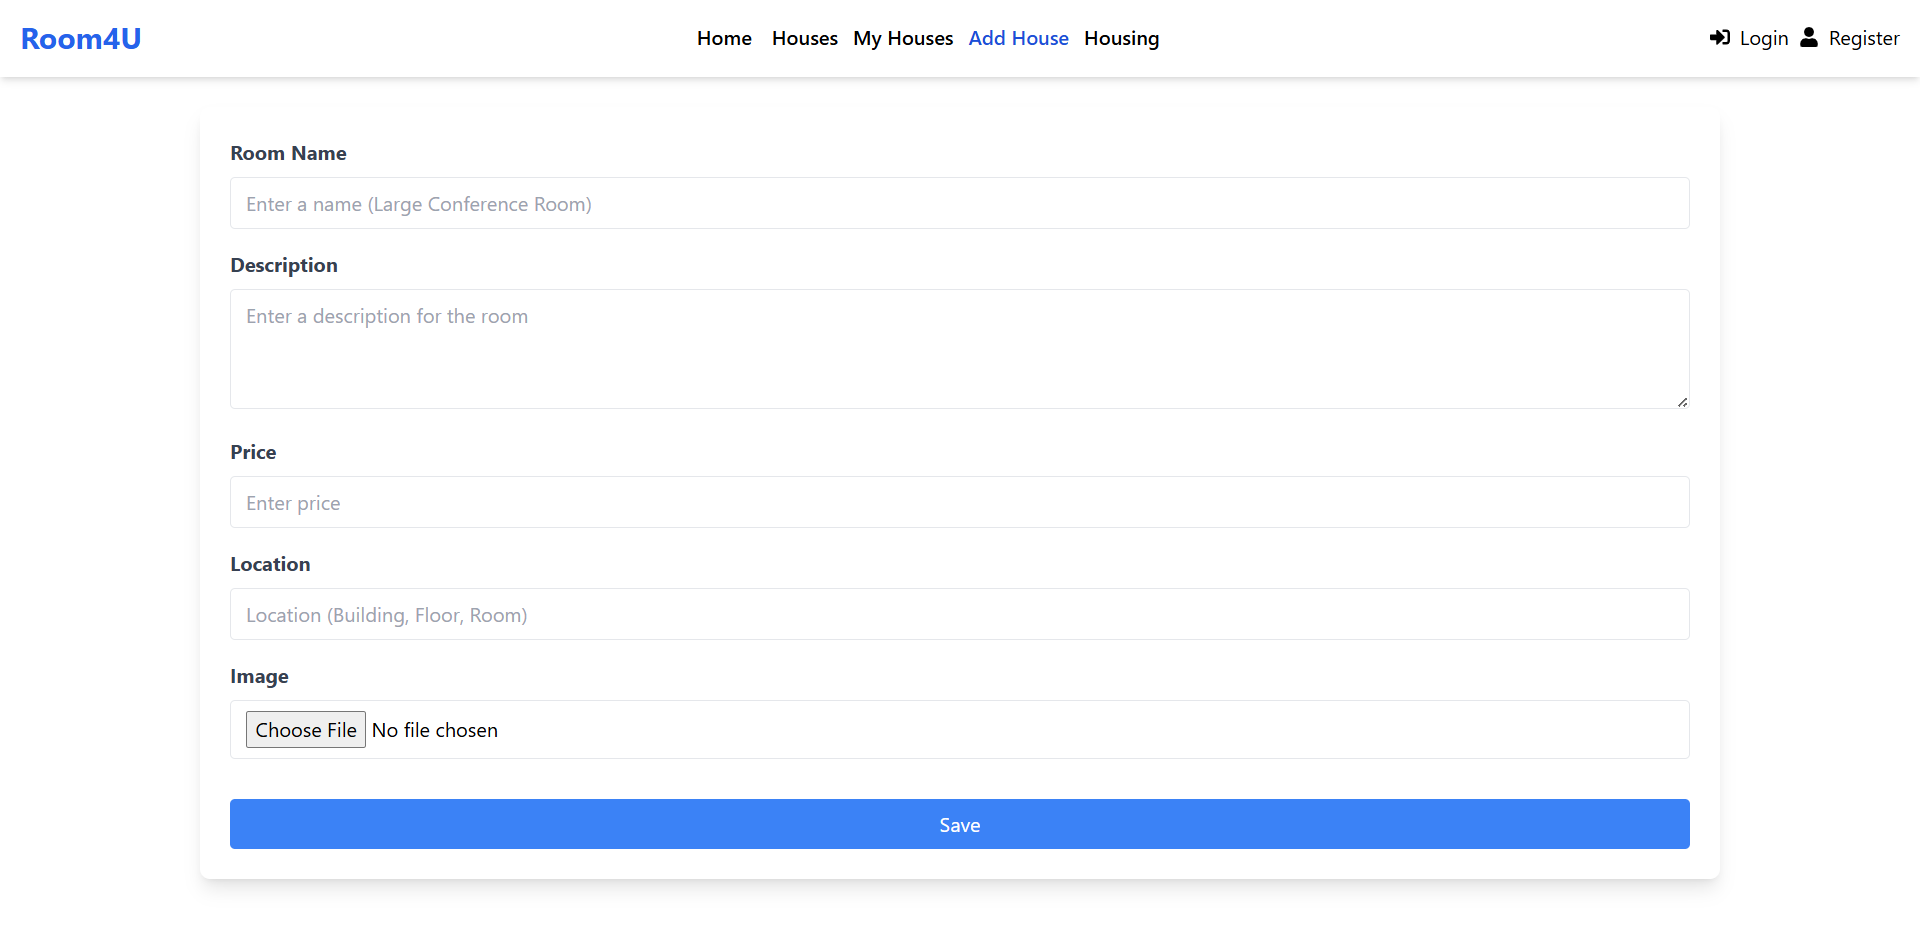 Room4U Home Houses My Houses Add House Housing Login Register
Room Name
Enter a name (Large Conference Room)
Description
Enter a description for the room
Price
Enter price
Location
Location (Building, Floor, Room)
Image
Choose File No file chosen
Save